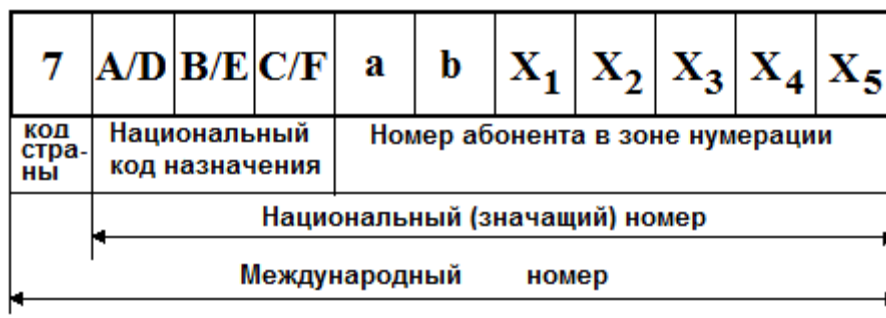 7 A/D B/E C/F a b X1 X2 X3 X4 X5
код стра- ны
Национальный код назначения
Номер абонента в зоне нумерации
Национальный (значащий) номер
Международный номер